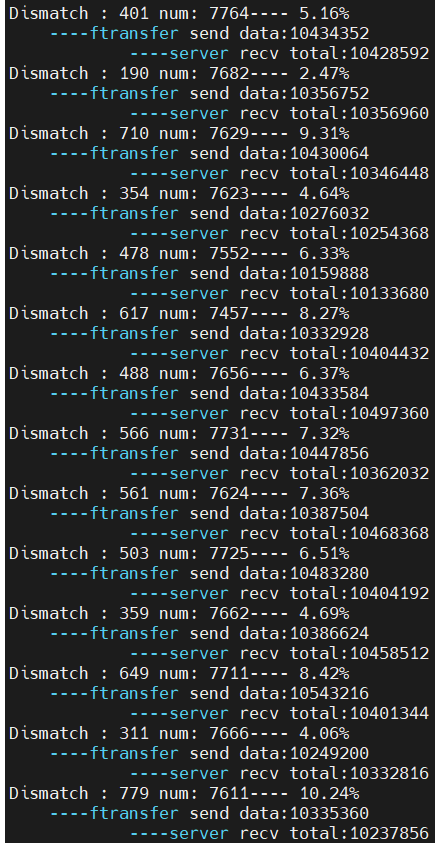 Dismatch : 401 num: 7764---- 5.16%
----ftransfer send data:10434352
----server recv total:10428592
Dismatch : 190 num: 7682---- 2.47%
----ftransfer send data:10356752
----server recv total:10356960
Dismatch : 710 num: 7629---- 9.31%
----ftransfer send data:10430064
----server recv total:10346448
Dismatch : 354 num: 7623---- 4.64%
----ftransfer send data:10276032
----server recv total:10254368
Dismatch : 478 num: 7552---- 6.33%
----ftransfer send data:10159888
----server recv total:10133680
Dismatch : 617 num: 7457---- 8.27%
----ftransfer send data:10332928
----server recv total:10404432
Dismatch : 488 num: 7656---- 6.37%
----ftransfer send data:10433584
----server recv total:10497360
Dismatch : 566 num: 7731---- 7.32%
----ftransfer send data:10447856
----server recv total:10362032
Dismatch : 561 num: 7624---- 7.36%
----ftransfer send data:10387504
----server recv total:10468368
Dismatch : 503 num: 7725---- 6.51%
----ftransfer send data:10483280
----server recv total:10404192
Dismatch : 359 num: 7662---- 4.69%
----ftransfer send data:10386624
----server recv total:10458512
Dismatch : 649 num: 7711---- 8.42%
----ftransfer send data:10543216
----server recv total:10401344
Dismatch : 311 num: 7666---- 4.06%
----ftransfer send data:10249200
----server recv total:10332816
Dismatch : 779 num: 7611---- 10.24%
----ftransfer send data:10335360
----server recv total:10237856